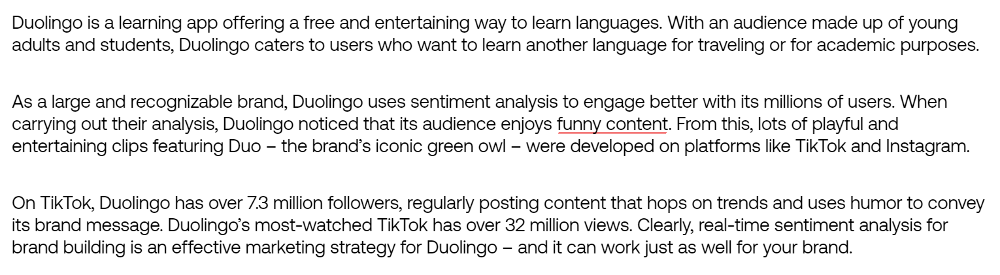 Duolingo is a learning app offering a free and entertaining way to learn languages. With an audience made up of young
adults and students, Duolingo caters to users who want to learn another language for traveling or for academic purposes.
As a large and recognizable brand, Duolingo uses sentiment analysis to engage better with its millions of users. When
carrying out their analysis, Duolingo noticed that its audience enjoys funny content. From this, lots of playful and
entertaining clips featuring Duo – the brand’s iconic green owl – were developed on platforms like TikTok and Instagram.
On TikTok, Duolingo has over 7.3 million followers, regularly posting content that hops on trends and uses humor to convey
its brand message. Duolingo’s most-watched TikTok has over 32 million views. Clearly, real-time sentiment analysis for
brand building is an effective marketing strategy for Duolingo – and it can work just as well for your brand.